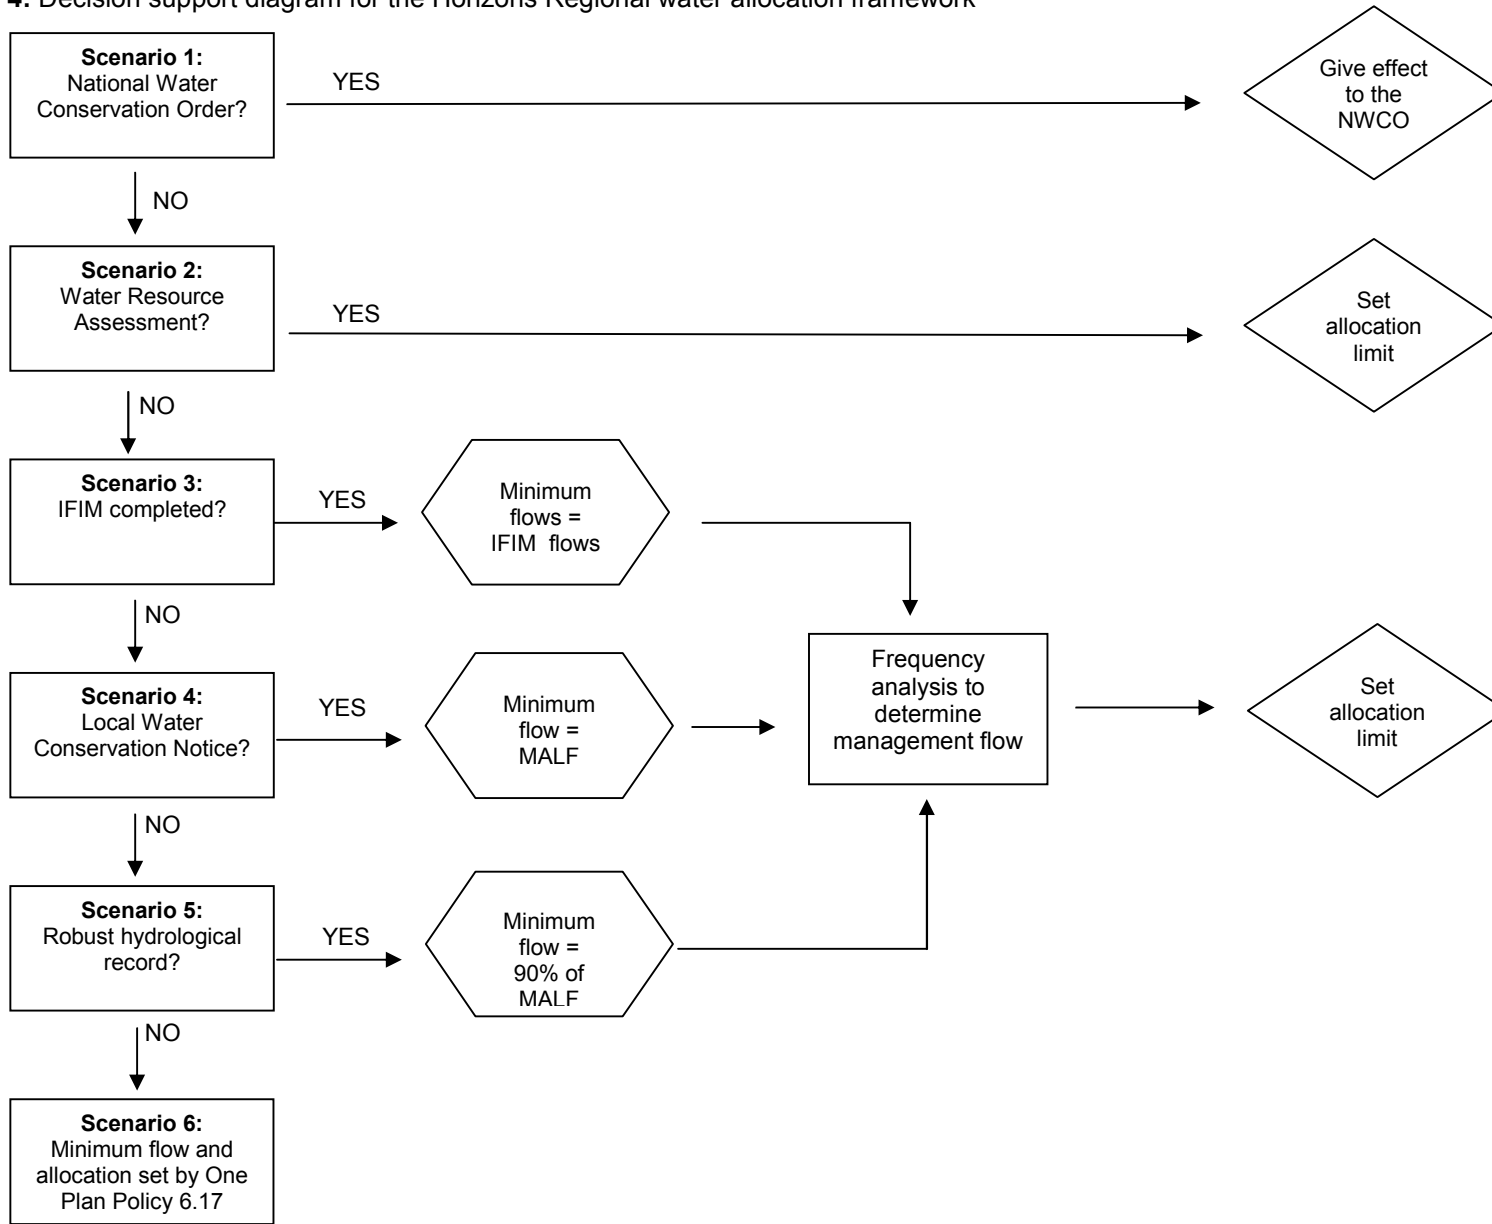 4: Decision support diagram for the Horizons Regional water allocation framework
Scenario 1:
National Water
Conservation Order?
YES
Give effect
to the
NWCO
NO
Scenario 2:
Water Resource
Assessment?
YES
Set
allocation
limit
NO
Scenario 3:
IFIM completed?
YES
Minimum
flows =
IFIM flows
NO
Scenario 4:
Local Water
Conservation Notice?
YES
Minimum
flow =
MALF
Frequency
analysis to
determine
management flow
Set
allocation
limit
NO
Scenario 5:
Robust hydrological
record?
YES
Minimum
flow =
90% of
MALF
NO
Scenario 6:
Minimum flow and
allocation set by One
Plan Policy 6.17